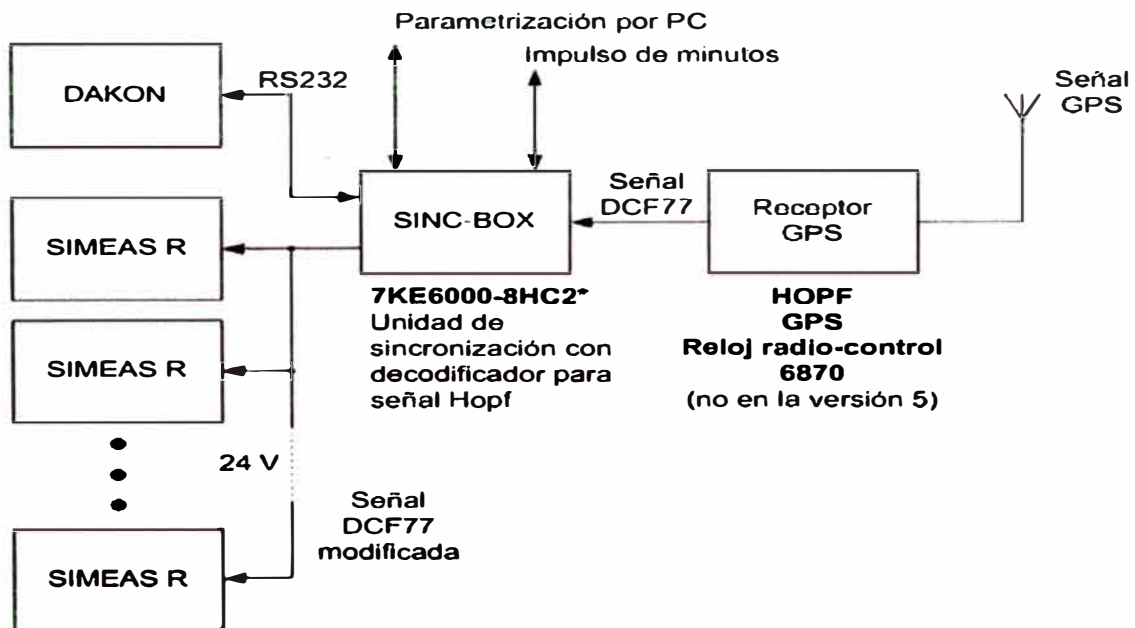 Parametrización por PC
Impulso de minutos
DAKON
RS232
Señal
GPS
SIMEAS R
SINC-BOX
Señal
DCF77
Receptor
GPS
7KE6000-8HC2*
Unidad de
sincronización con
decodificador para
señal Hopf
HOPF
GPS
Reloj radio-control
6870
(no en la versión 5)
SIMEAS R
24 V
Señal
DCF77
modificada
SIMEAS R